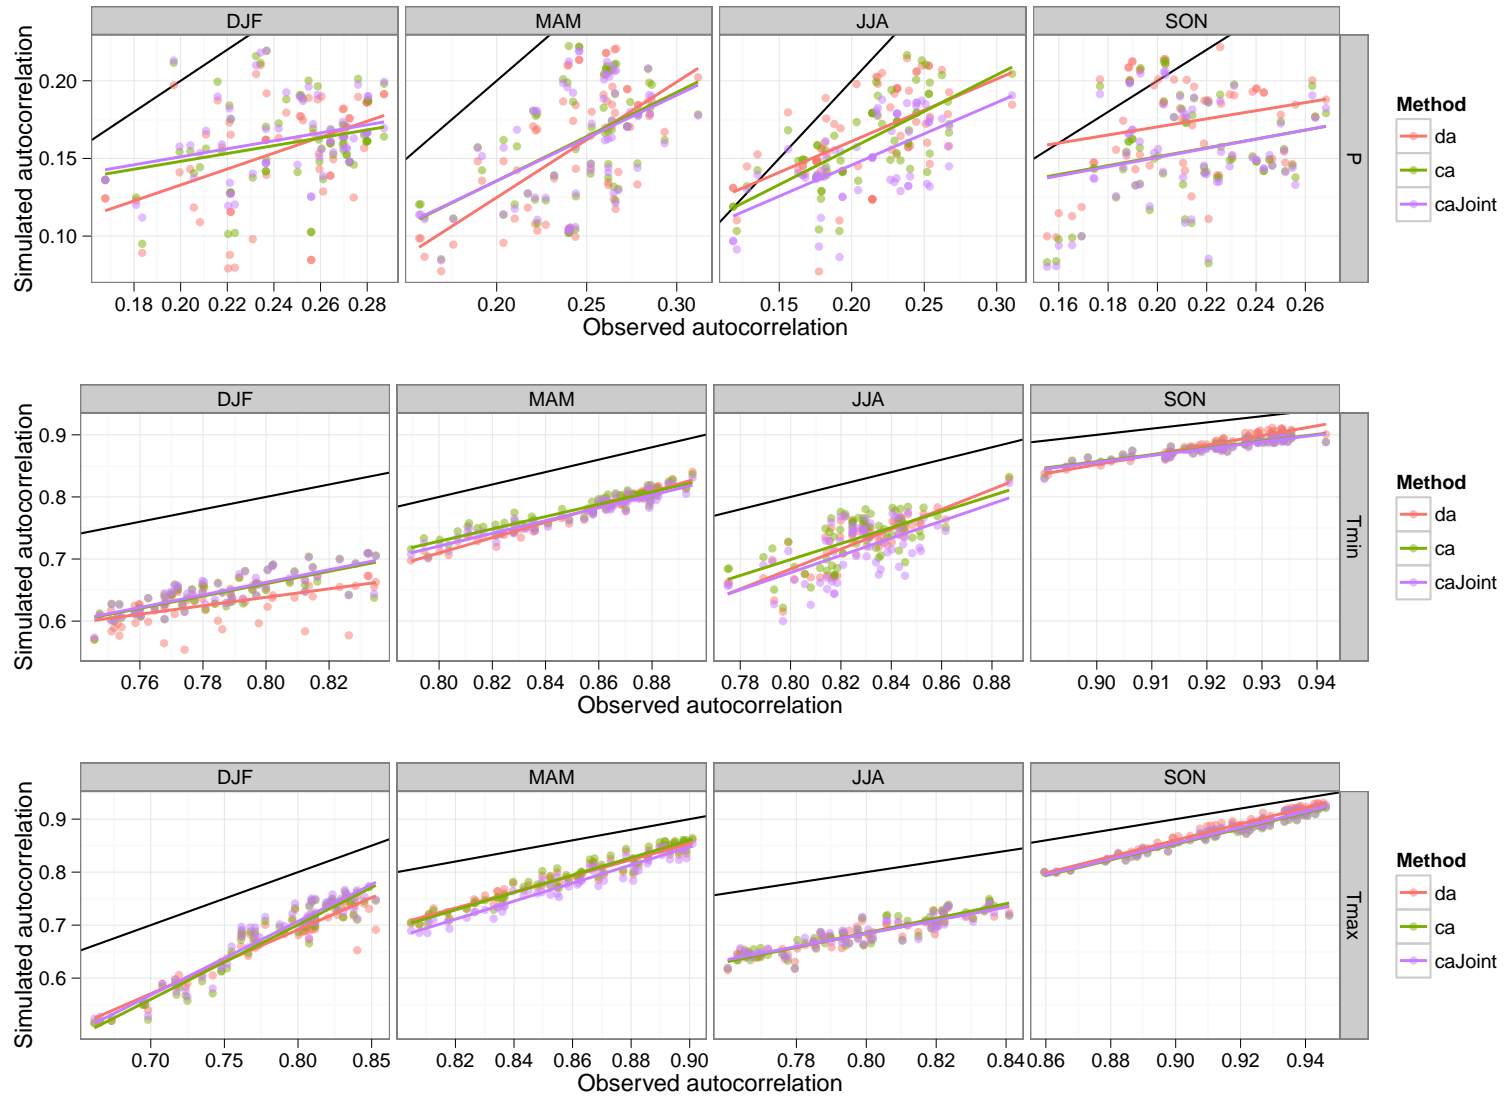 DJF MAM JJA SON
Simulated autocorrelation
0.20
0.15
0.10
P
0.18 0.20 0.22 0.24 0.26 0.28 0.20 0.25 0.30 0.15 0.20 0.25 0.30 0.16 0.18 0.20 0.22 0.24 0.26
Observed autocorrelation
Method
da
ca
caJoint
DJF MAM JJA SON
Simulated autocorrelation
0.9
0.8
0.7
0.6
Tmin
0.76 0.78 0.80 0.82 0.80 0.82 0.84 0.86 0.88 0.78 0.80 0.82 0.84 0.86 0.88 0.90 0.91 0.92 0.93 0.94
Observed autocorrelation
Method
da
ca
caJoint
DJF MAM JJA SON
Simulated autocorrelation
0.9
0.8
0.7
0.6
Tmax
0.70 0.75 0.80 0.85 0.82 0.84 0.86 0.88 0.90 0.78 0.80 0.82 0.84 0.86 0.88 0.90 0.92 0.94
Observed autocorrelation
Method
da
ca
caJoint